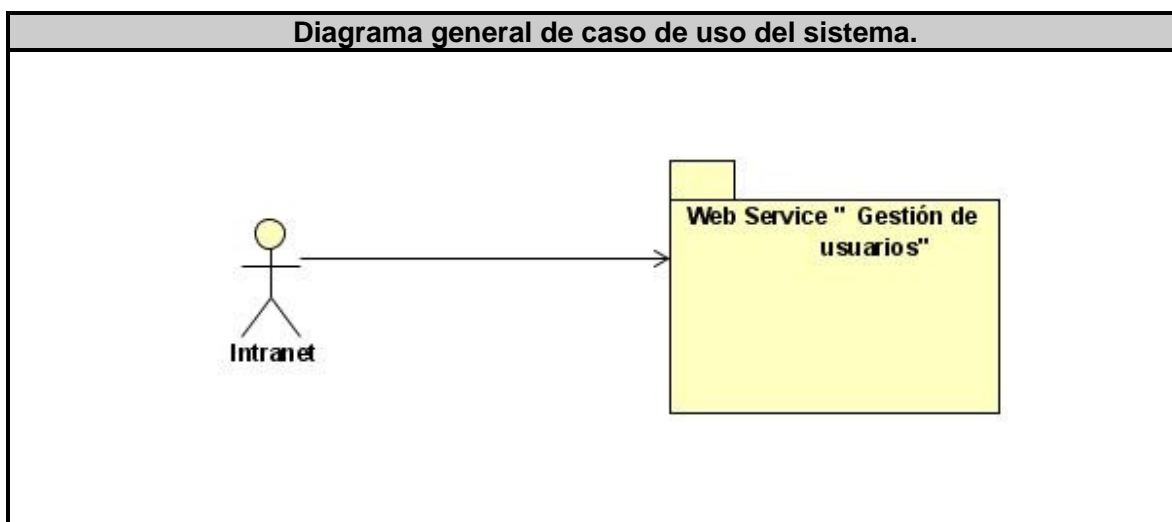 Diagrama general de caso de uso del sistema.
Web Service " Gestión de
usuarios"
Intranet